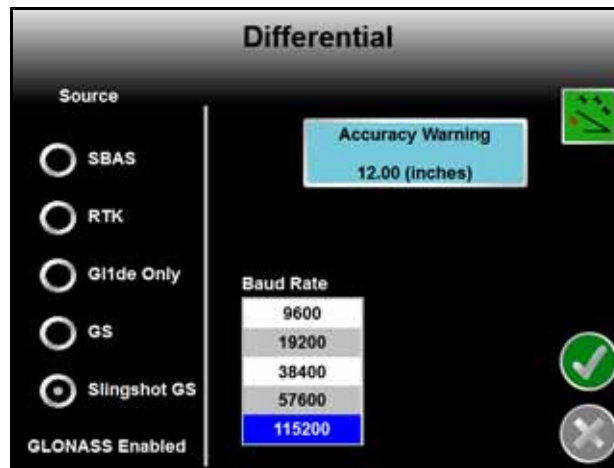 Differential
Source
SBAS
RTK
Gl1de Only
GS
Slingshot GS
GLONASS Enabled
Accuracy Warning
12.00 (inches)
Baud Rate
9600
19200
38400
57600
115200